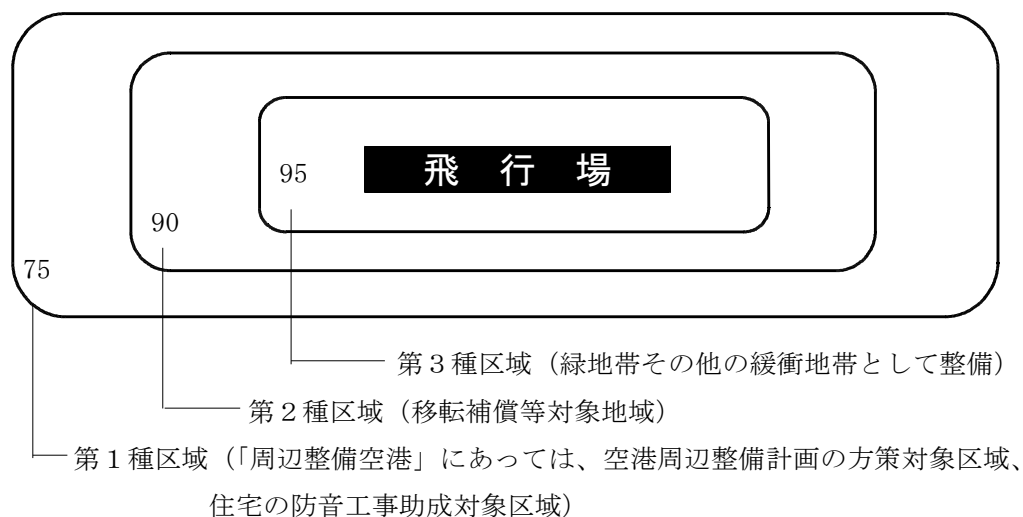 飛 行 場
95
90
75
第３種区域（緑地帯その他の緩衝地帯として整備）
第２種区域（移転補償等対象地域）
第１種区域（「周辺整備空港」にあっては、空港周辺整備計画の方策対象区域、
住宅の防音工事助成対象区域）